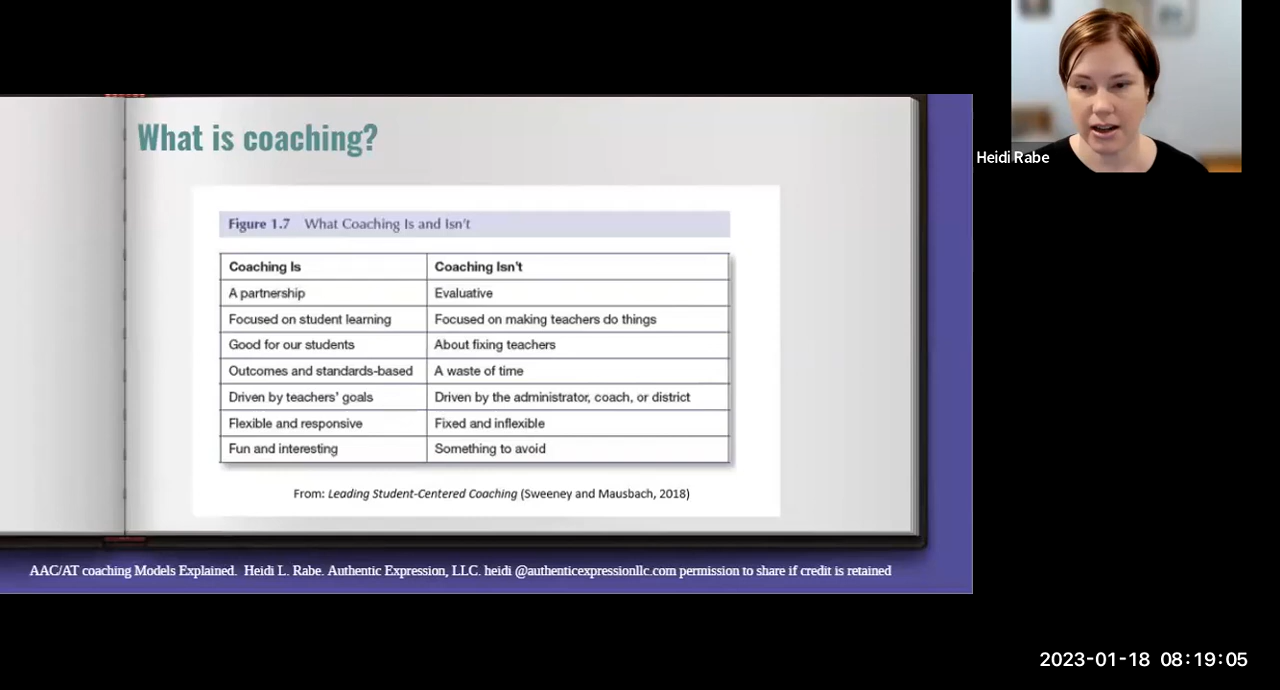 What is coaching?
Figure 1.7 What Coaching Is and Isn't
Coaching Is Coaching Isn't
A partnership Evaluative
Focused on student learning Focused on making teachers do things
Good for our students About fixing teachers
Outcomes and standards-based A waste of time
Driven by teachers' goals Driven by the administrator, coach, or district
Flexible and responsive Fixed and inflexible
Fun and interesting Something to avoid
From: Leading Student-Centered Coaching (Sweeney and Mausbach, 2018)
AAC/AT coaching Models Explained. Heidi L. Rabe. Authentic Expression, LLC. heidi @authenticexpressionllc.com permission to share if credit is retained
Heidi Rabe
2023-01-18 08:19:05